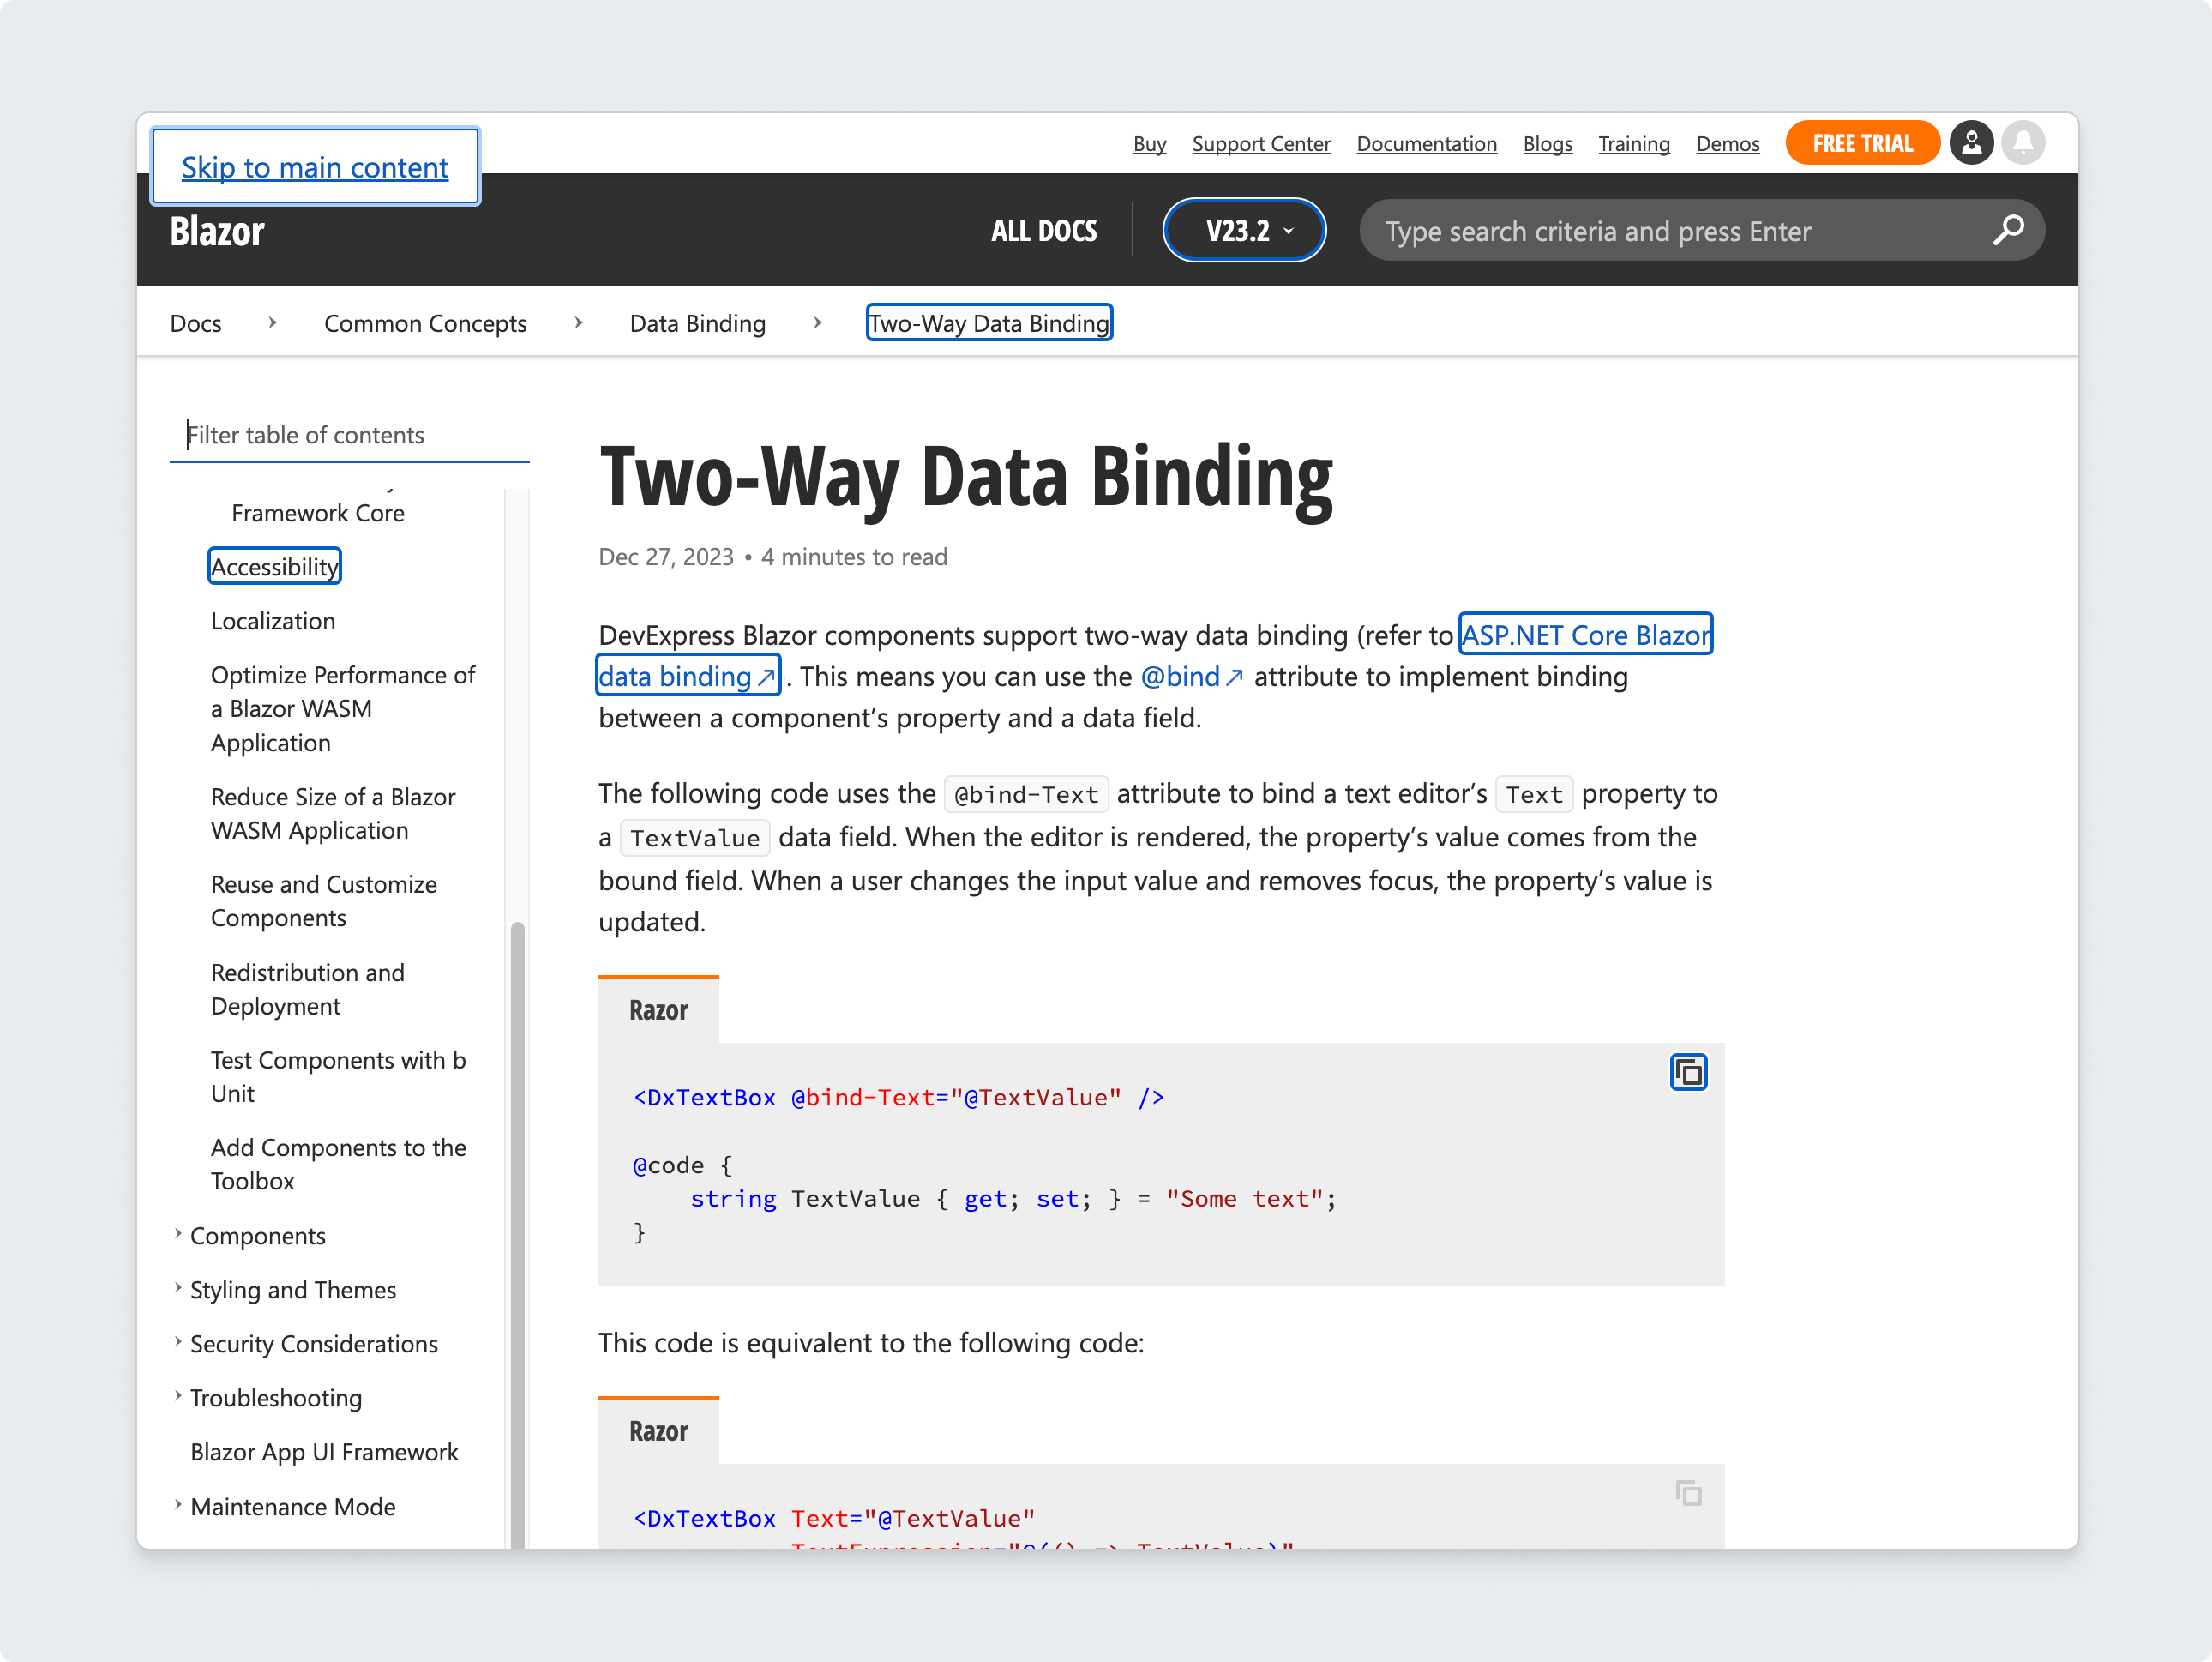 Skip to main content
Buy Support Center Documentation Blogs Training Demos FREE TRIAL
Blazor ALL DOCS V23.2 Type search criteria and press Enter
Docs Common Concepts Data Binding Two-Way Data Binding
Filter table of contents
Framework Core
Accessibility
Localization
Optimize Performance of
a Blazor WASM
Application
Reduce Size of a Blazor
WASM Application
Reuse and Customize
Components
Redistribution and
Deployment
Test Components with b
Unit
Add Components to the
Toolbox
Components
Styling and Themes
Security Considerations
Troubleshooting
Blazor App UI Framework
Maintenance Mode
Two-Way Data Binding
Dec 27, 2023 • 4 minutes to read
DevExpress Blazor components support two-way data binding (refer to ASP.NET Core Blazor
data binding↗). This means you can use the @bind↗ attribute to implement binding
between a component’s property and a data field.
The following code uses the @bind-Text attribute to bind a text editor’s Text property to
a TextValue data field. When the editor is rendered, the property’s value comes from the
bound field. When a user changes the input value and removes focus, the property’s value is
updated.
Razor
<DxTextBox @bind-Text="@TextValue" />
@code {
    string TextValue { get; set; } = "Some text";
}
This code is equivalent to the following code:
Razor
<DxTextBox Text="@TextValue"
TextExpression="@(() => TextValue)"